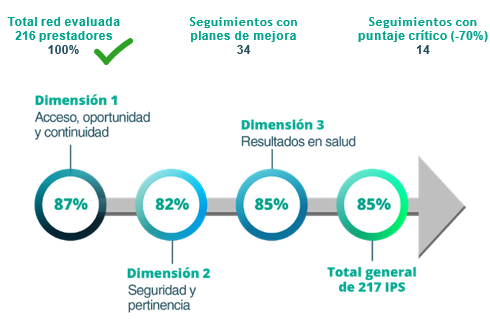 Total red evaluada
216 prestadores
100%
Seguimientos con
planes de mejora
34
Seguimientos con
puntaje crítico (-70%)
14
Dimensión 1
Acceso, oportunidad
y continuidad
87%
82%
Dimensión 2
Seguridad y
pertinencia
Dimensión 3
Resultados en salud
85%
85%
Total general
de 217 IPS